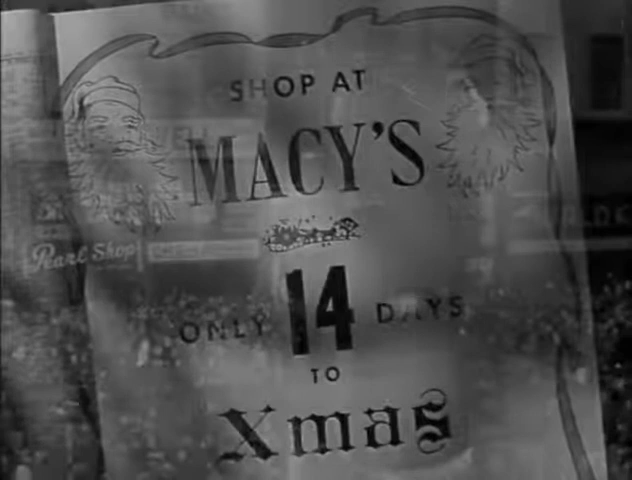 SHOP AT
MACY'S
Pearl Shop
ONLY 14 DAYS
TO
Xmas